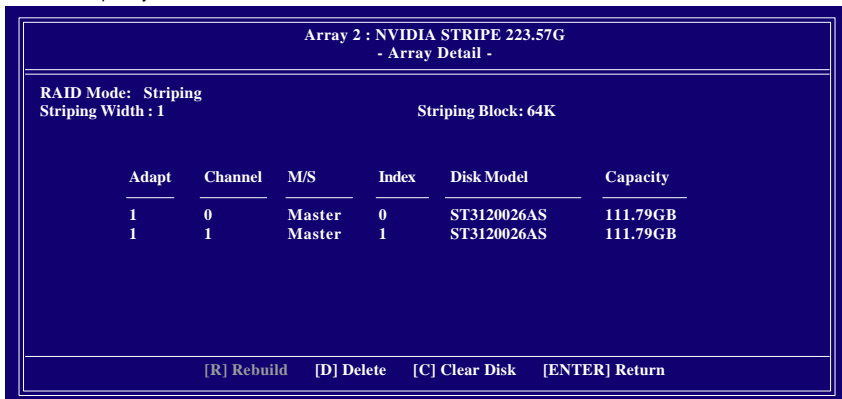 Array 2 : NVIDIA STRIPE 223.57G
- Array Detail -
RAID Mode: Striping
Striping Width : 1 Striping Block: 64K
Adapt Channel M/S Index Disk Model Capacity
1 0 Master 0 ST3120026AS 111.79GB
1 1 Master 1 ST3120026AS 111.79GB
[R] Rebuild [D] Delete [C] Clear Disk [ENTER] Return